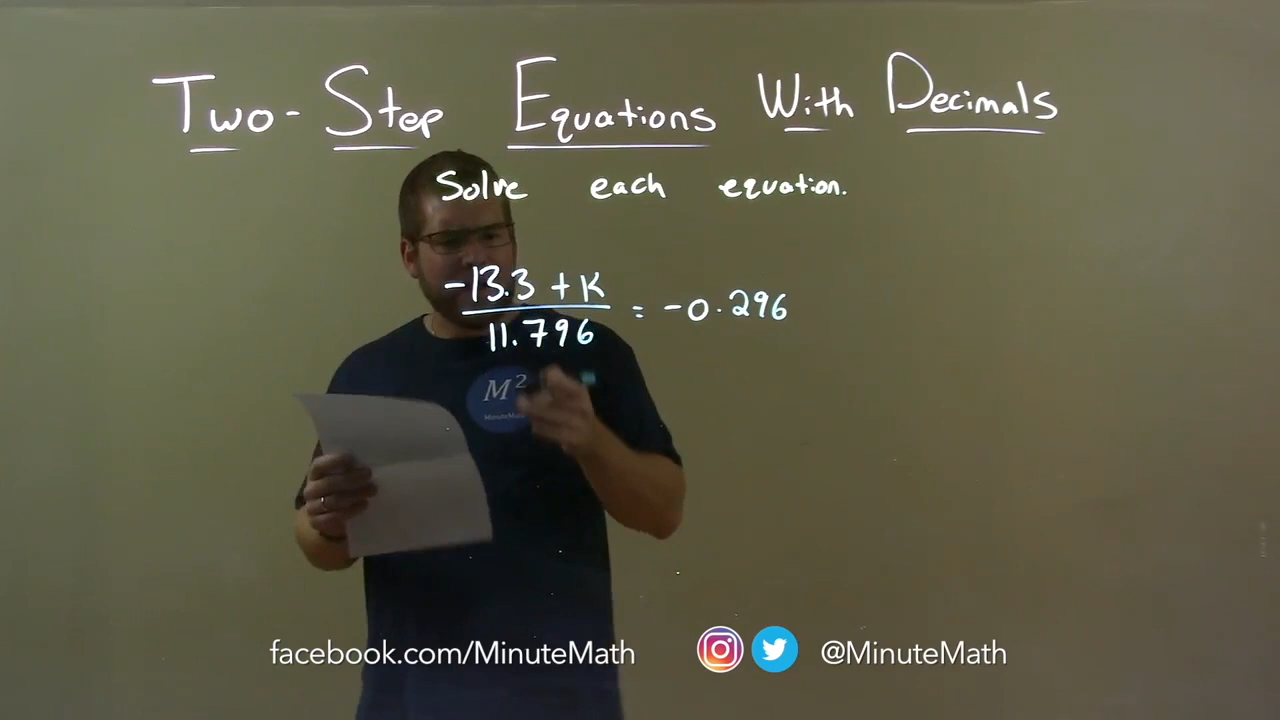 Two-Step Equations With Decimals
Solve each equation.
-13.3 + K
11.796
= -0.296
M²
facebook.com/MinuteMath
@MinuteMath